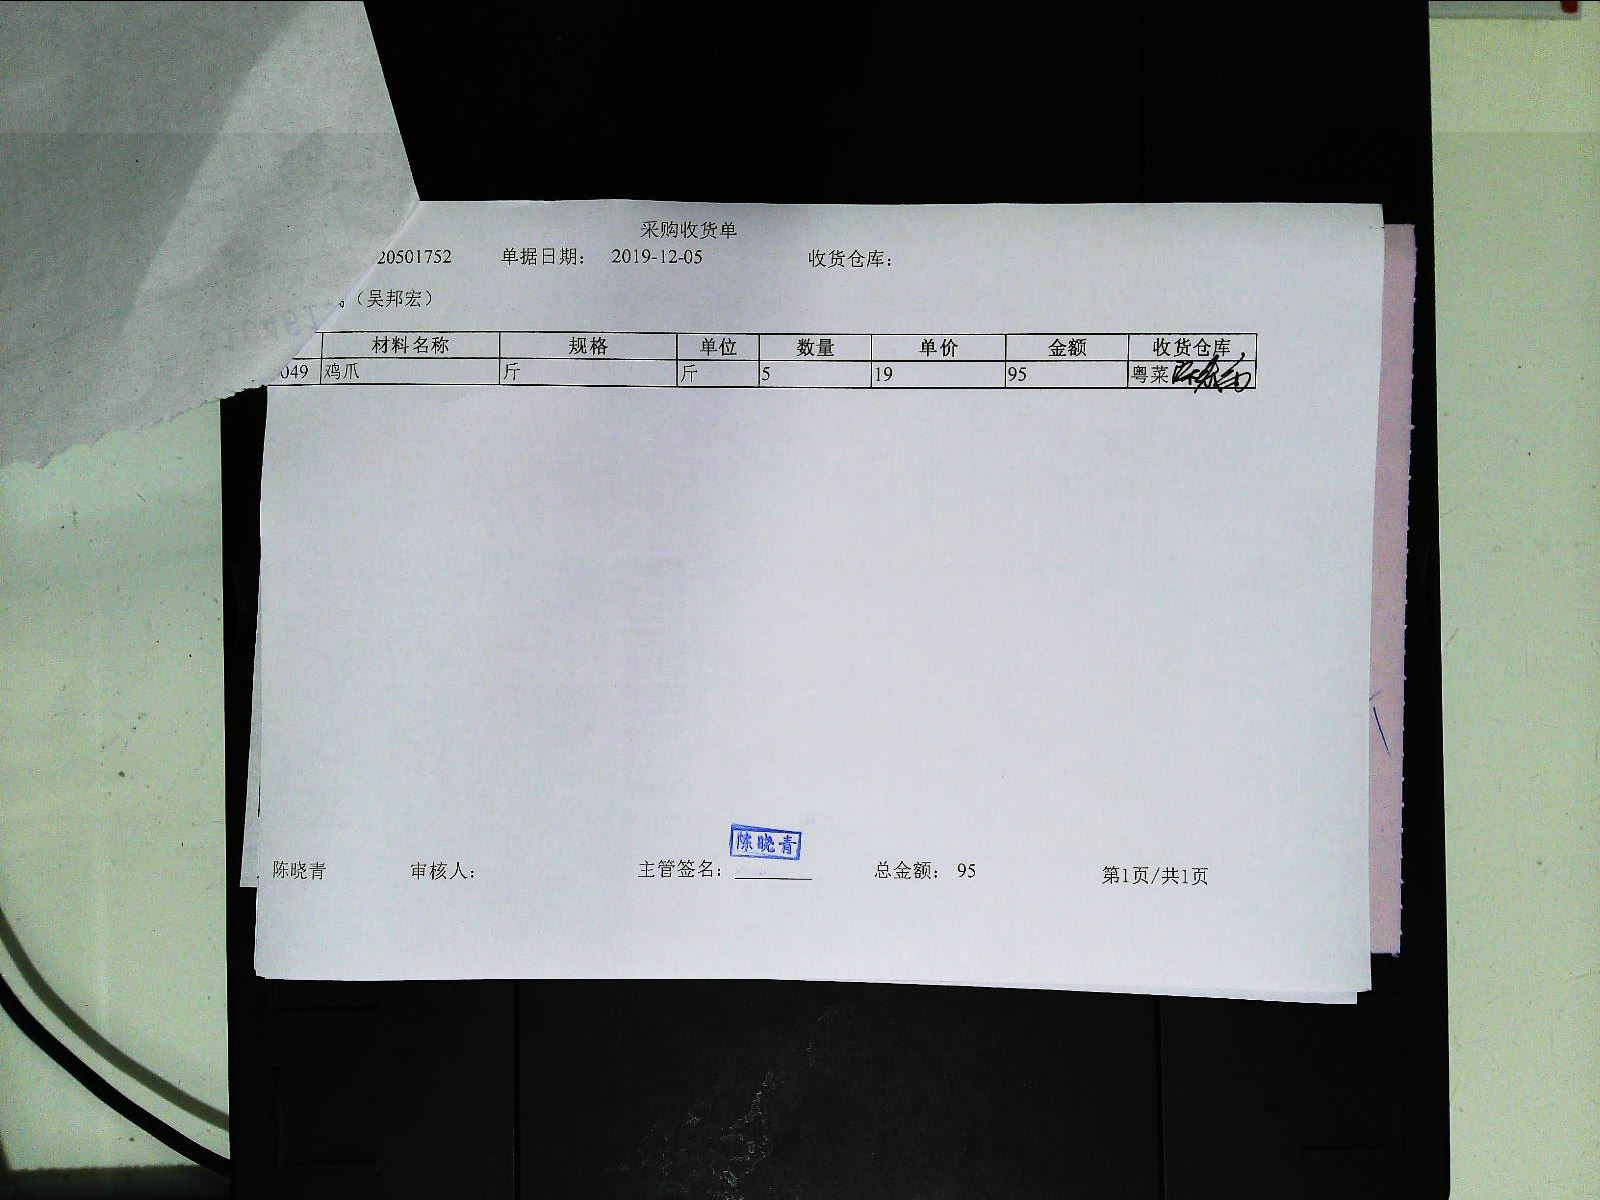 采购收货单
20501752 单据日期： 2019-12-05 收货仓库：
（吴邦宏）
材料名称 规格 单位 数量 单价 金额 收货仓库
049 鸡爪 斤 斤 5 19 95 粤菜
陈晓青
陈晓青 审核人： 主管签名： 总金额： 95 第1页/共1页